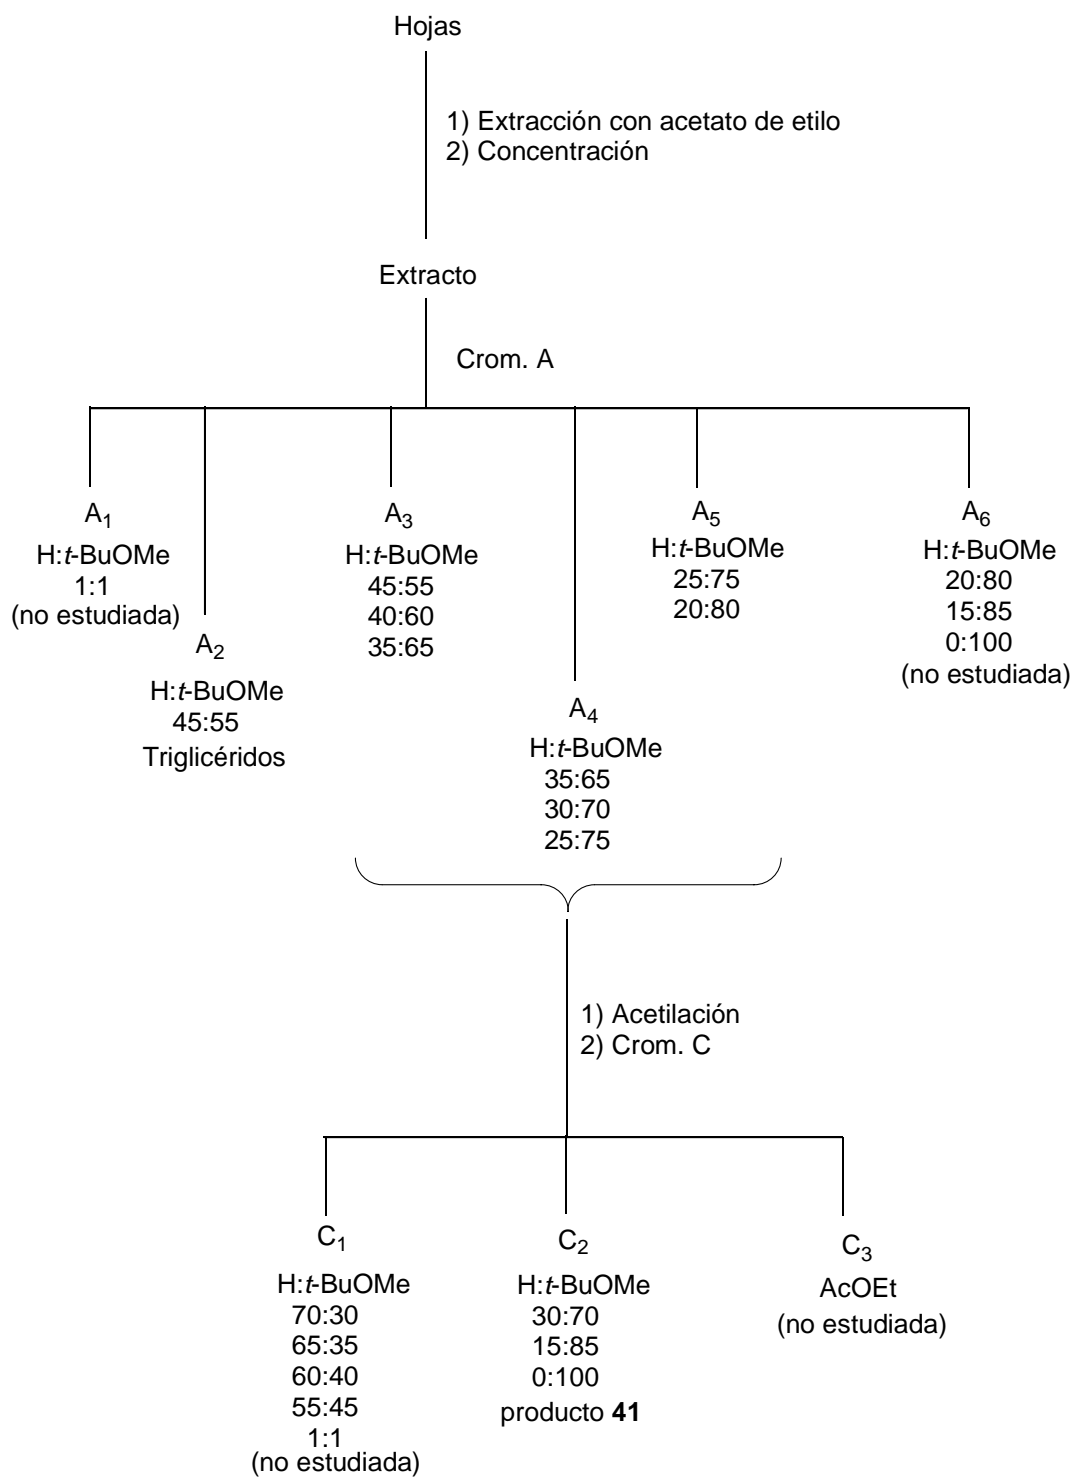 Hojas
1) Extracción con acetato de etilo
2) Concentración
Extracto
Crom. A
A1
H:t-BuOMe
1:1
(no estudiada)
A2
H:t-BuOMe
45:55
Triglicéridos
A3
H:t-BuOMe
45:55
40:60
35:65
A4
H:t-BuOMe
35:65
30:70
25:75
A5
H:t-BuOMe
25:75
20:80
A6
H:t-BuOMe
20:80
15:85
0:100
(no estudiada)
1) Acetilación
2) Crom. C
C1
H:t-BuOMe
70:30
65:35
60:40
55:45
1:1
(no estudiada)
C2
H:t-BuOMe
30:70
15:85
0:100
producto 41
C3
AcOEt
(no estudiada)